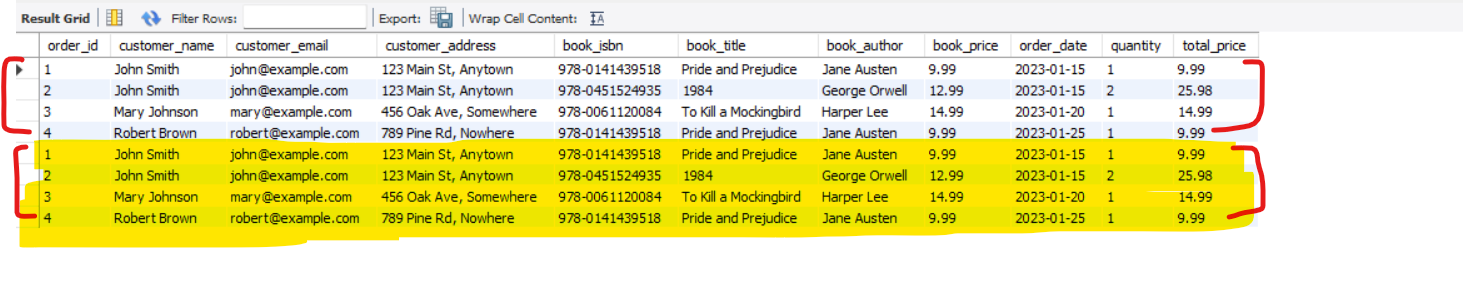 Result Grid Filter Rows: Export: Wrap Cell Content: IA
order_id customer_name customer_email customer_address book_isbn book_title book_author book_price order_date quantity total_price
1 John Smith john@example.com 123 Main St, Anytown 978-0141439518 Pride and Prejudice Jane Austen 9.99 2023-01-15 1 9.99
2 John Smith john@example.com 123 Main St, Anytown 978-0451524935 1984 George Orwell 12.99 2023-01-15 2 25.98
3 Mary Johnson mary@example.com 456 Oak Ave, Somewhere 978-0061120084 To Kill a Mockingbird Harper Lee 14.99 2023-01-20 1 14.99
4 Robert Brown robert@example.com 789 Pine Rd, Nowhere 978-0141439518 Pride and Prejudice Jane Austen 9.99 2023-01-25 1 9.99
1 John Smith john@example.com 123 Main St, Anytown 978-0141439518 Pride and Prejudice Jane Austen 9.99 2023-01-15 1 9.99
2 John Smith john@example.com 123 Main St, Anytown 978-0451524935 1984 George Orwell 12.99 2023-01-15 2 25.98
3 Mary Johnson mary@example.com 456 Oak Ave, Somewhere 978-0061120084 To Kill a Mockingbird Harper Lee 14.99 2023-01-20 1 14.99
4 Robert Brown robert@example.com 789 Pine Rd, Nowhere 978-0141439518 Pride and Prejudice Jane Austen 9.99 2023-01-25 1 9.99